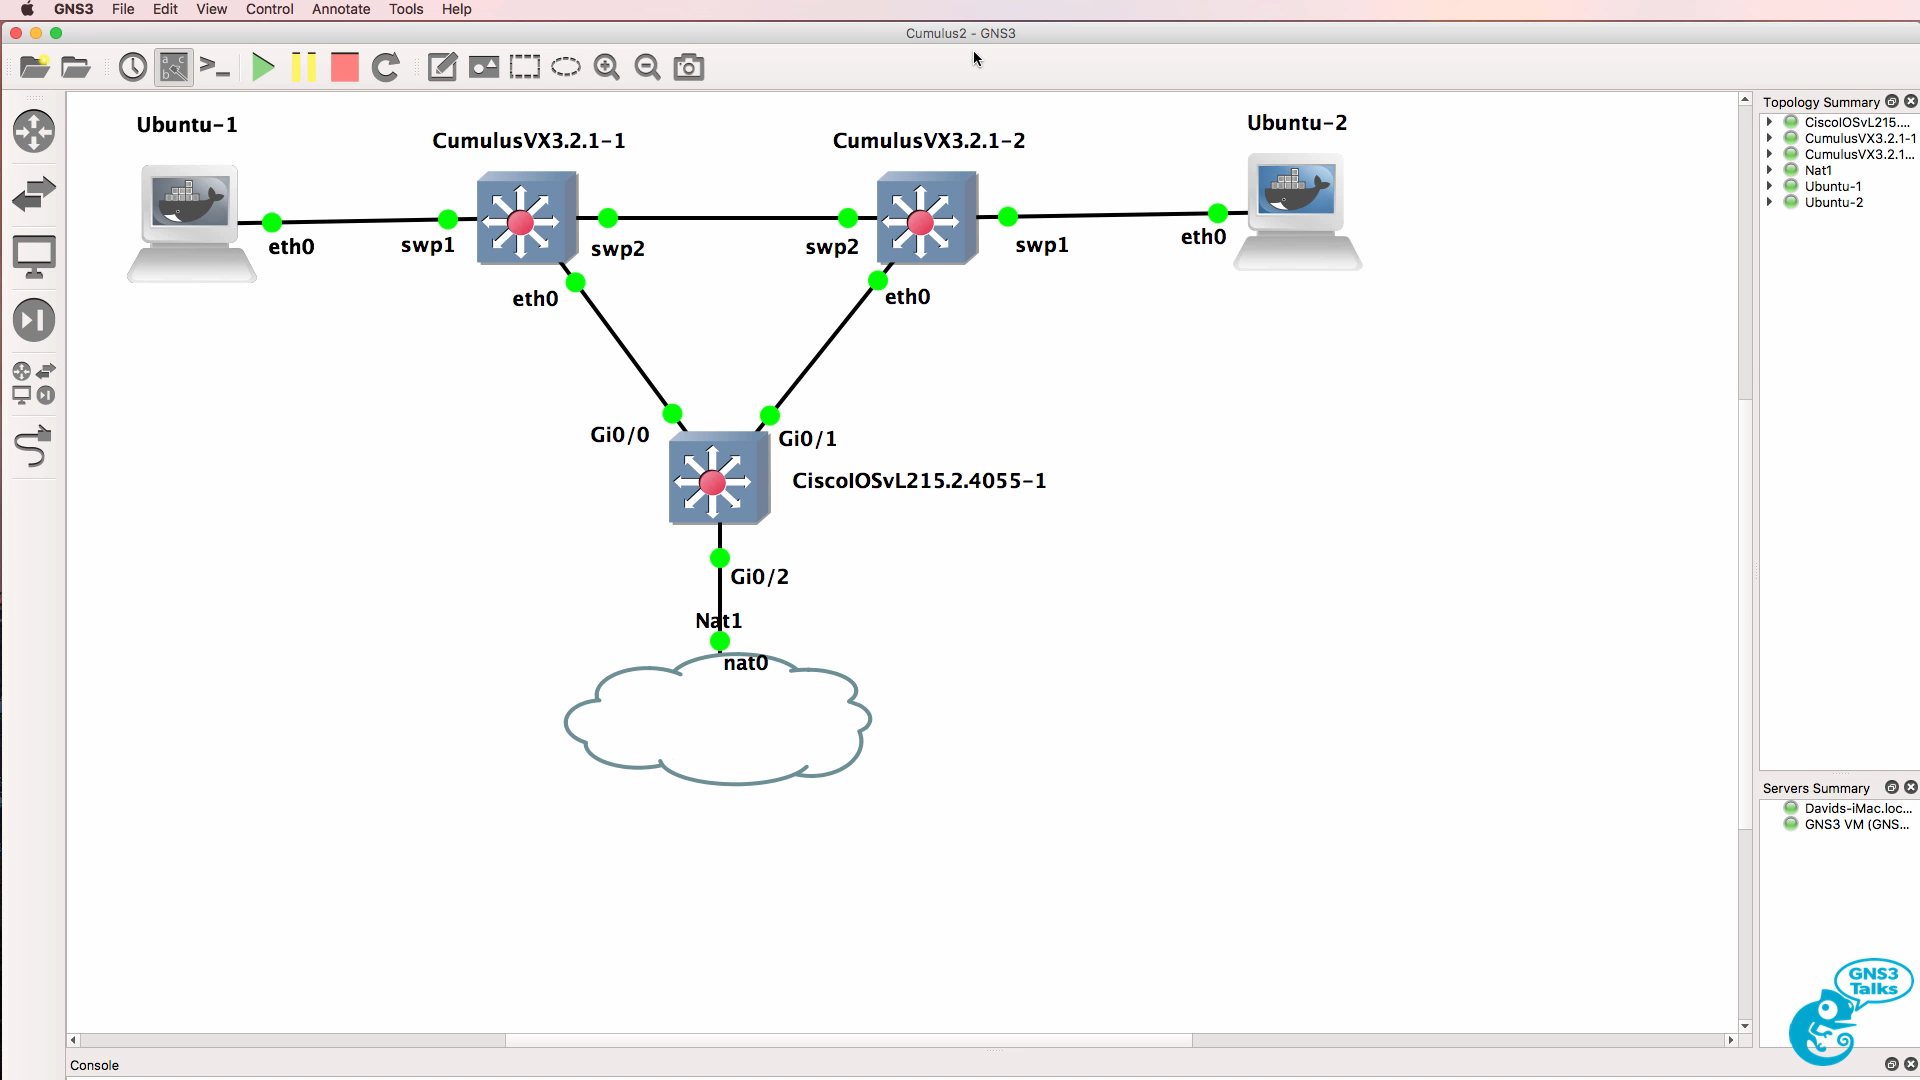 GNS3 File Edit View Control Annotate Tools Help
Cumulus2 - GNS3
Ubuntu-1
CumulusVX3.2.1-1
CumulusVX3.2.1-2
Ubuntu-2
eth0
swp1
swp2
swp2
swp1
eth0
eth0
eth0
Gi0/0
Gi0/1
CiscoIOSvL215.2.4055-1
Gi0/2
Nat1
nat0
Topology Summary
CiscoIOSvL215....
CumulusVX3.2.1-1
CumulusVX3.2.1...
Nat1
Ubuntu-1
Ubuntu-2
Servers Summary
Davids-iMac.loc...
GNS3 VM (GNS...
GNS3
Talks
Console